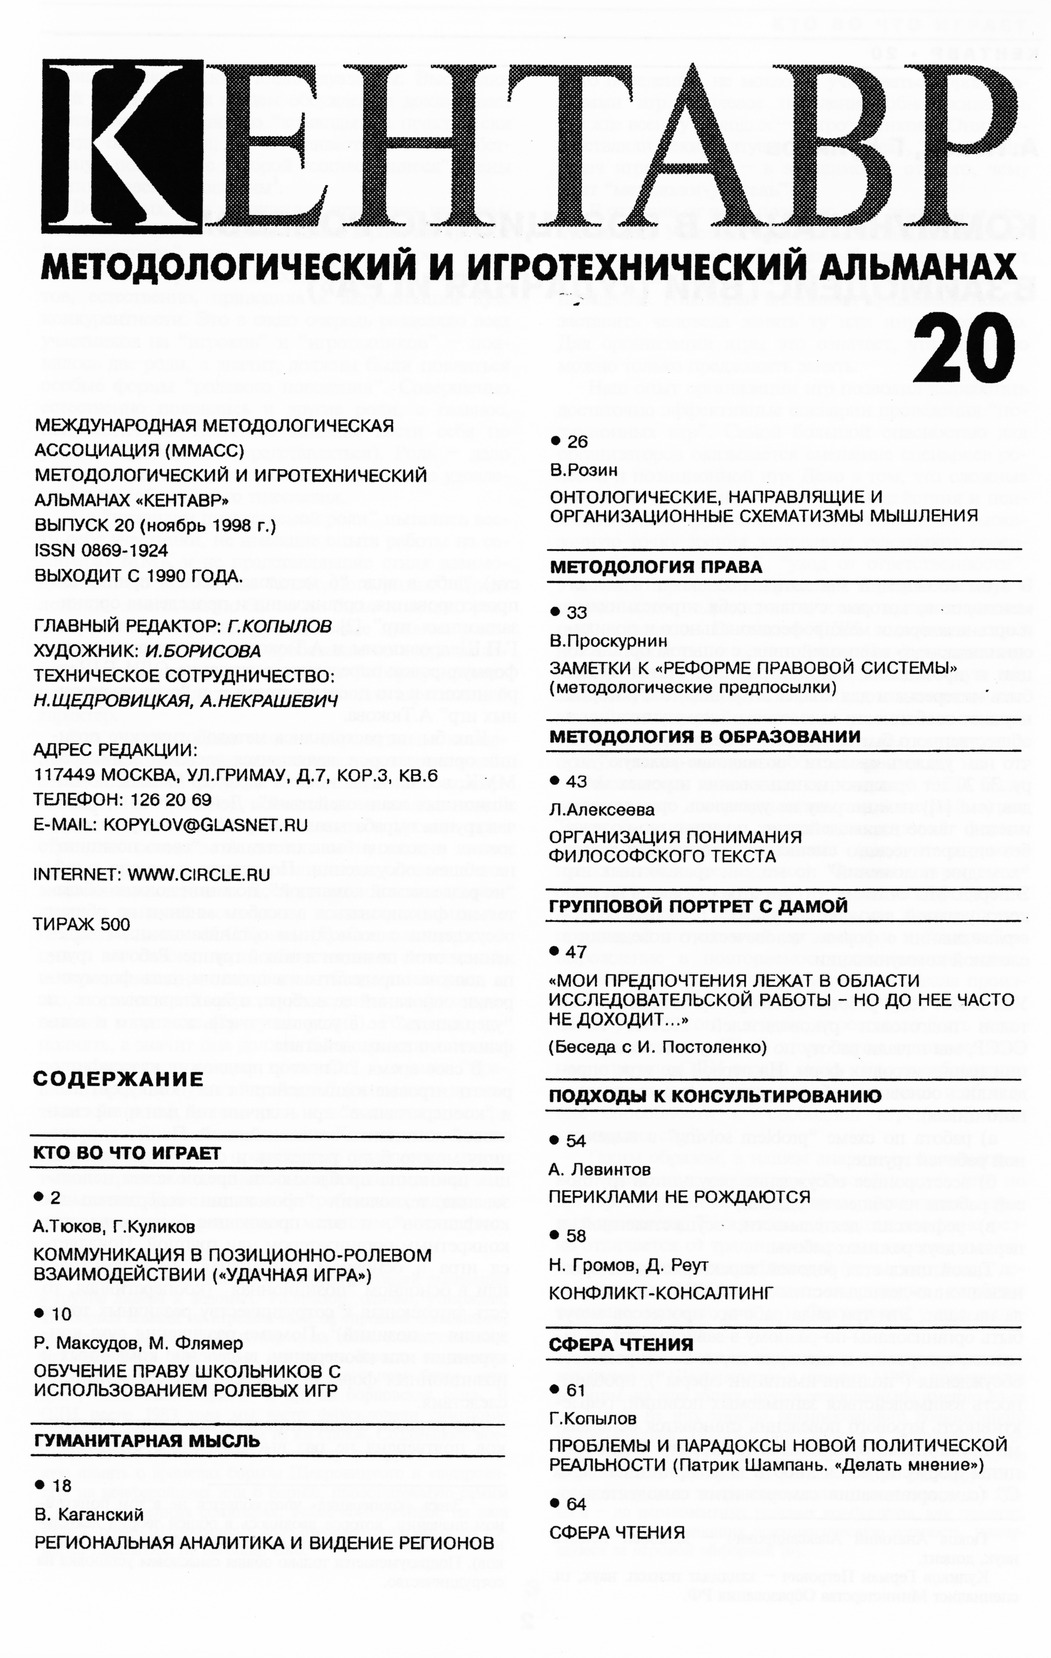 КЕНТАВР
МЕТОДОЛОГИЧЕСКИЙ И ИГРОТЕХНИЧЕСКИЙ АЛЬМАНАХ
20
МЕЖДУНАРОДНАЯ МЕТОДОЛОГИЧЕСКАЯ
АССОЦИАЦИЯ (ММАСС)
МЕТОДОЛОГИЧЕСКИЙ И ИГРОТЕХНИЧЕСКИЙ
АЛЬМАНАХ «КЕНТАВР»
ВЫПУСК 20 (ноябрь 1998 г.)
ISSN 0869-1924
ВЫХОДИТ С 1990 ГОДА.
ГЛАВНЫЙ РЕДАКТОР: Г.КОПЫЛОВ
ХУДОЖНИК: И.БОРИСОВА
ТЕХНИЧЕСКОЕ СОТРУДНИЧЕСТВО:
Н.ЩЕДРОВИЦКАЯ, А.НЕКРАШЕВИЧ
АДРЕС РЕДАКЦИИ:
117449 МОСКВА, УЛ.ГРИМАУ, Д.7, КОР.3, КВ.6
ТЕЛЕФОН: 126 20 69
E-MAIL: KOPYLOV@GLASNET.RU
INTERNET: WWW.CIRCLE.RU
ТИРАЖ 500
СОДЕРЖАНИЕ
КТО ВО ЧТО ИГРАЕТ
● 2
А.Тюков, Г.Куликов
КОММУНИКАЦИЯ В ПОЗИЦИОННО-РОЛЕВОМ
ВЗАИМОДЕЙСТВИИ («УДАЧНАЯ ИГРА»)
● 10
Р. Максудов, М. Флямер
ОБУЧЕНИЕ ПРАВУ ШКОЛЬНИКОВ С
ИСПОЛЬЗОВАНИЕМ РОЛЕВЫХ ИГР
ГУМАНИТАРНАЯ МЫСЛЬ
● 18
В. Каганский
РЕГИОНАЛЬНАЯ АНАЛИТИКА И ВИДЕНИЕ РЕГИОНОВ
● 26
В.Розин
ОНТОЛОГИЧЕСКИЕ, НАПРАВЛЯЩИЕ И
ОРГАНИЗАЦИОННЫЕ СХЕМАТИЗМЫ МЫШЛЕНИЯ
МЕТОДОЛОГИЯ ПРАВА
● 33
В.Проскурнин
ЗАМЕТКИ К «РЕФОРМЕ ПРАВОВОЙ СИСТЕМЫ»
(методологические предпосылки)
МЕТОДОЛОГИЯ В ОБРАЗОВАНИИ
● 43
Л.Алексеева
ОРГАНИЗАЦИЯ ПОНИМАНИЯ
ФИЛОСОФСКОГО ТЕКСТА
ГРУППОВОЙ ПОРТРЕТ С ДАМОЙ
● 47
«МОИ ПРЕДПОЧТЕНИЯ ЛЕЖАТ В ОБЛАСТИ
ИССЛЕДОВАТЕЛЬСКОЙ РАБОТЫ – НО ДО НЕЕ ЧАСТО
НЕ ДОХОДИТ...»
(Беседа с И. Постоленко)
ПОДХОДЫ К КОНСУЛЬТИРОВАНИЮ
● 54
А. Левинтов
ПЕРИКЛАМИ НЕ РОЖДАЮТСЯ
● 58
Н. Громов, Д. Реут
КОНФЛИКТ-КОНСАЛТИНГ
СФЕРА ЧТЕНИЯ
● 61
Г.Копылов
ПРОБЛЕМЫ И ПАРАДОКСЫ НОВОЙ ПОЛИТИЧЕСКОЙ
РЕАЛЬНОСТИ (Патрик Шампань. «Делать мнение»)
● 64
СФЕРА ЧТЕНИЯ